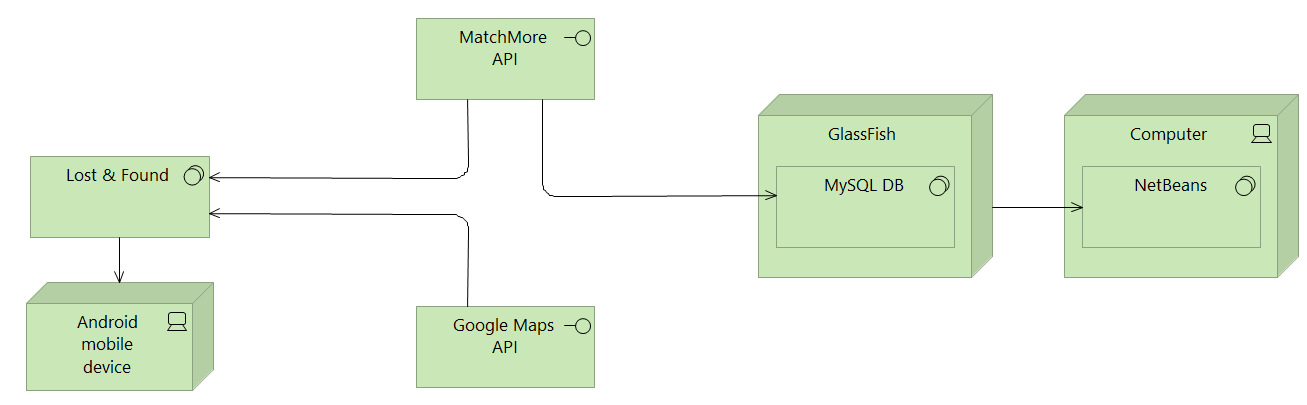 MatchMore
API
GlassFish
MySQL DB
Computer
NetBeans
Lost & Found
Android
mobile
device
Google Maps
API